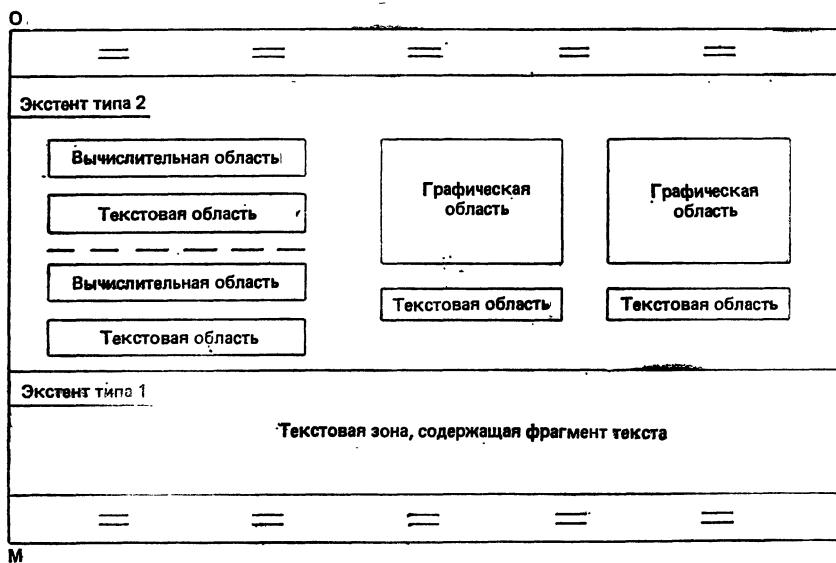 О
Экстент типа 2
Вычислительная область
Текстовая область
Вычислительная область
Текстовая область
Графическая
область
Текстовая область
Графическая
область
Текстовая область
Экстент типа 1
Текстовая зона, содержащая фрагмент текста
М